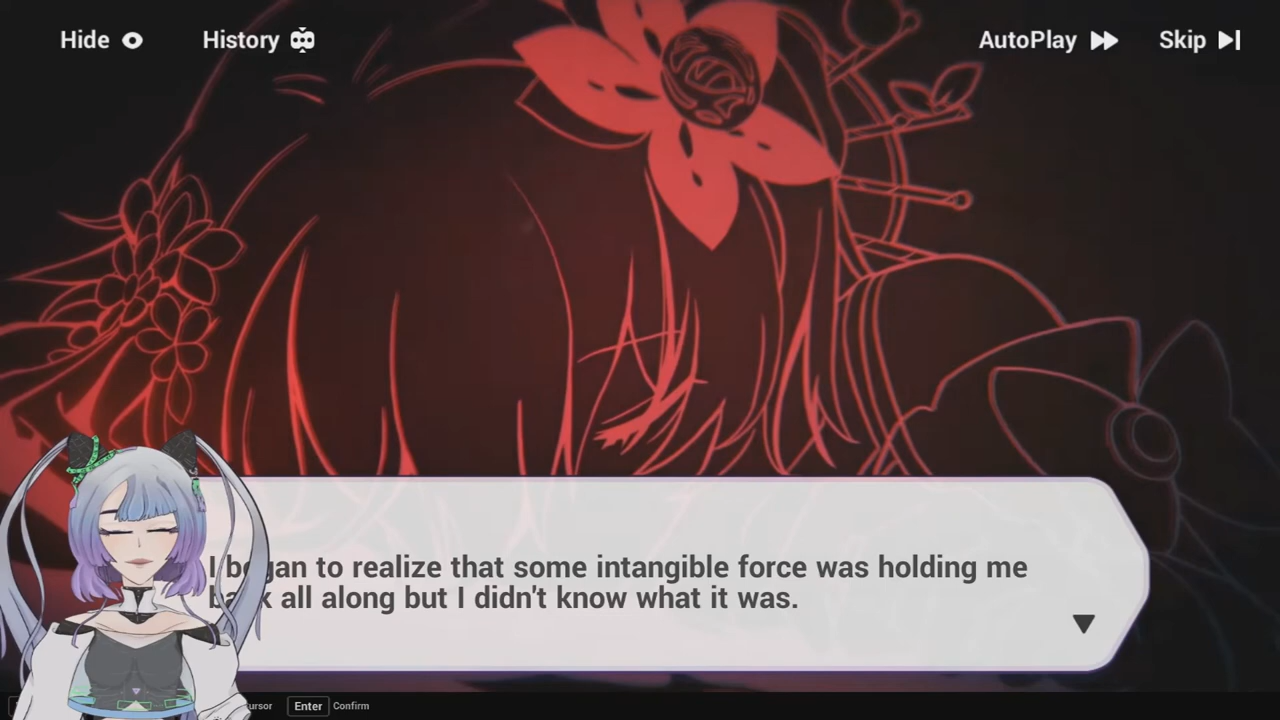 Hide
History
AutoPlay
Skip
I began to realize that some intangible force was holding me
back all along but I didn't know what it was.
Enter Confirm